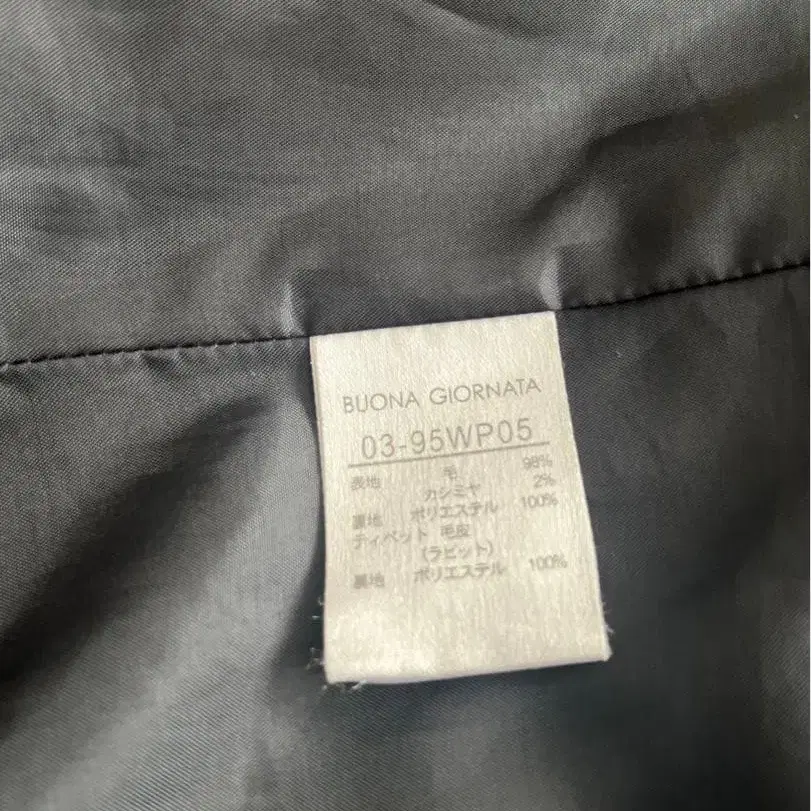 BUONA GIORNATA
03-95WP05
表地 毛 98%
カシミヤ 2%
裏地 ポリエステル 100%
ティペット 毛皮
(ラビット)
裏地 ポリエステル 100%